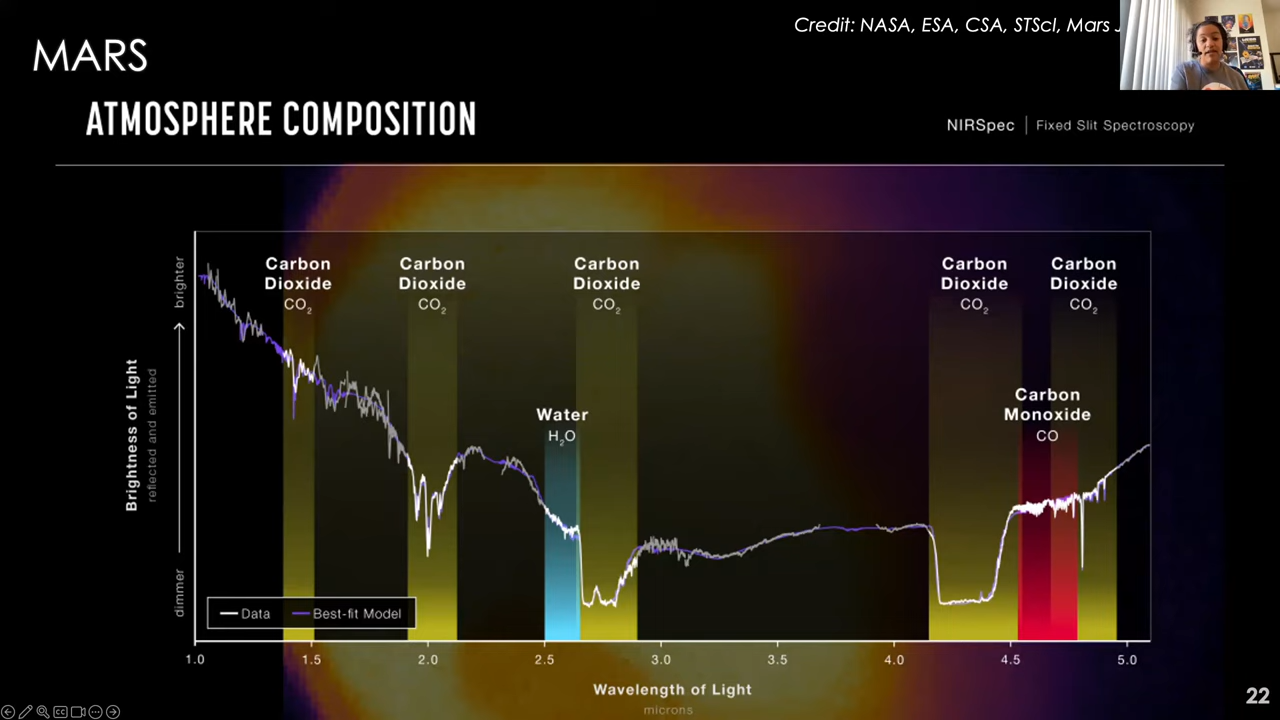 Credit: NASA, ESA, CSA, STScI, Mars J
MARS
ATMOSPHERE COMPOSITION
NIRSpec | Fixed Slit Spectroscopy
Carbon
Dioxide
CO₂
Carbon
Dioxide
CO₂
Carbon
Dioxide
CO₂
Carbon
Dioxide
CO₂
Carbon
Dioxide
CO₂
Water
H₂O
Carbon
Monoxide
CO
brighter
Brightness of Light
reflected and emitted
dimmer
Data
Best-fit Model
1.0 1.5 2.0 2.5 3.0 3.5 4.0 4.5 5.0
Wavelength of Light
microns
22